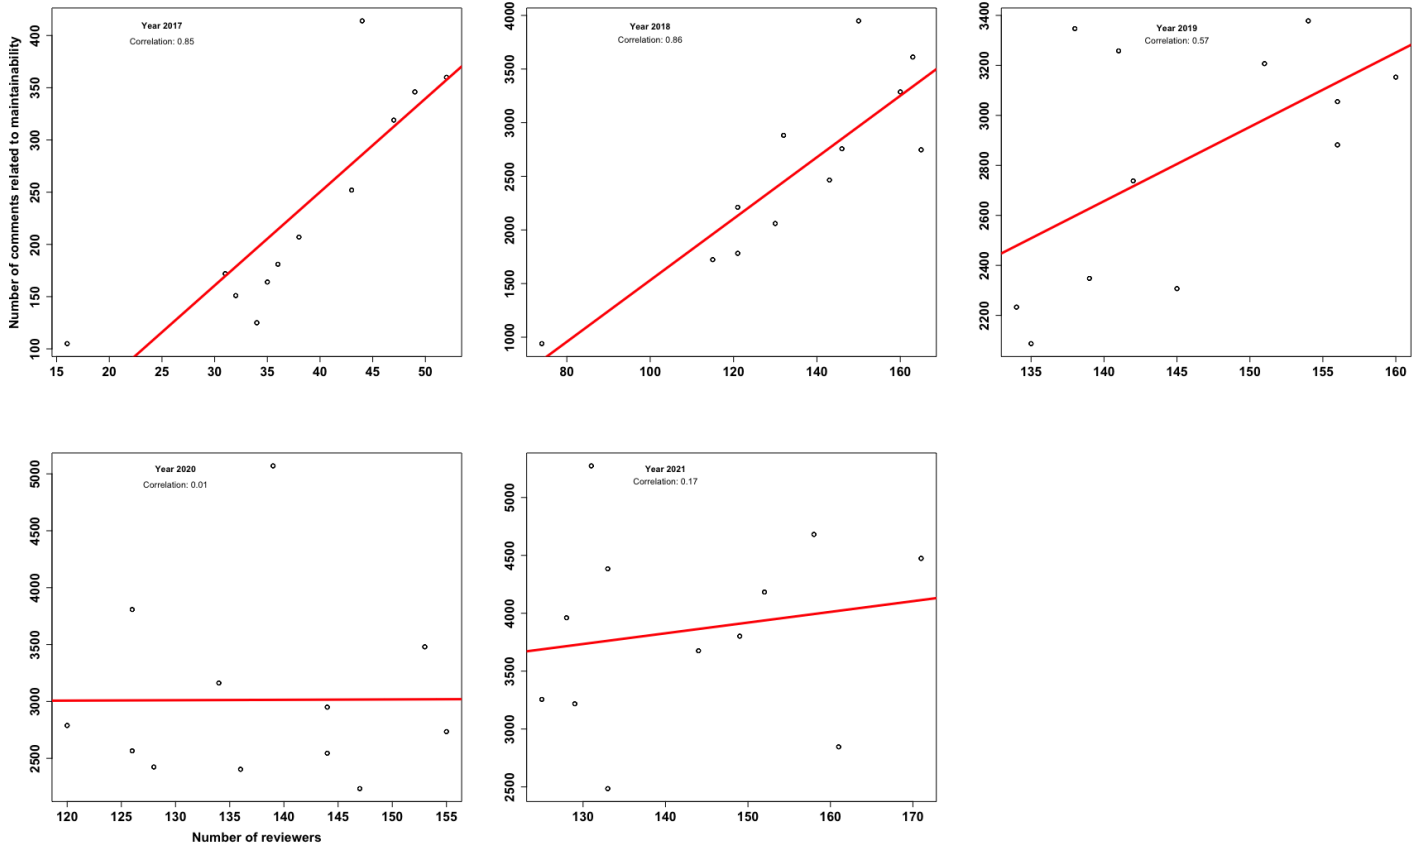 Number of comments related to maintainability
Year 2017
Correlation: 0.85
400
350
300
250
200
150
100
15 20 25 30 35 40 45 50
Year 2018
Correlation: 0.86
4000
3500
3000
2500
2000
1500
1000
80 100 120 140 160
Year 2019
Correlation: 0.57
3400
3200
3000
2800
2600
2400
2200
135 140 145 150 155 160
Year 2020
Correlation: 0.01
5000
4500
4000
3500
3000
2500
120 125 130 135 140 145 150 155
Number of reviewers
Year 2021
Correlation: 0.17
5000
4500
4000
3500
3000
2500
130 140 150 160 170